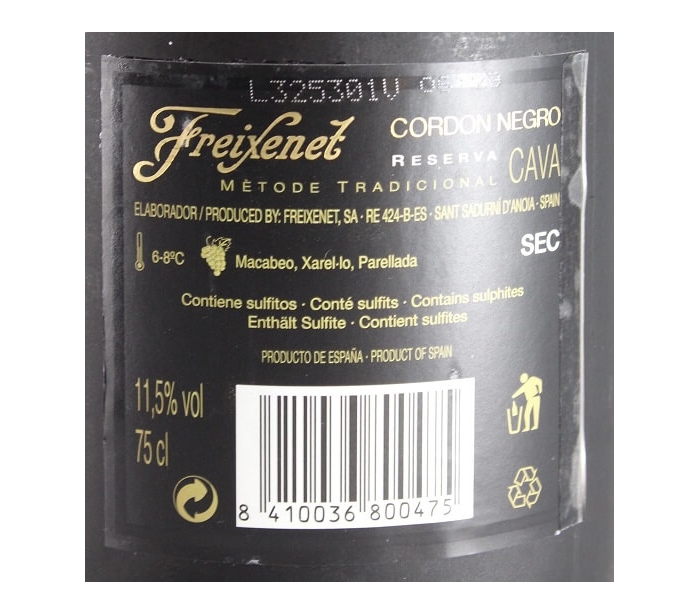 L325301V
Freixenet
CORDON NEGRO
RESERVA CAVA
MÈTODE TRADICIONAL
ELABORADOR / PRODUCED BY: FREIXENET, SA · RE 424-B-ES · SANT SADURNÍ D'ANOIA · SPAIN
SEC
6-8ºC
Macabeo, Xarel·lo, Parellada
Contiene sulfitos · Conté sulfits · Contains sulphites
Enthält Sulfite · Contient sulfites
PRODUCTO DE ESPAÑA · PRODUCT OF SPAIN
11,5% vol
75 cl
8 410036 800475